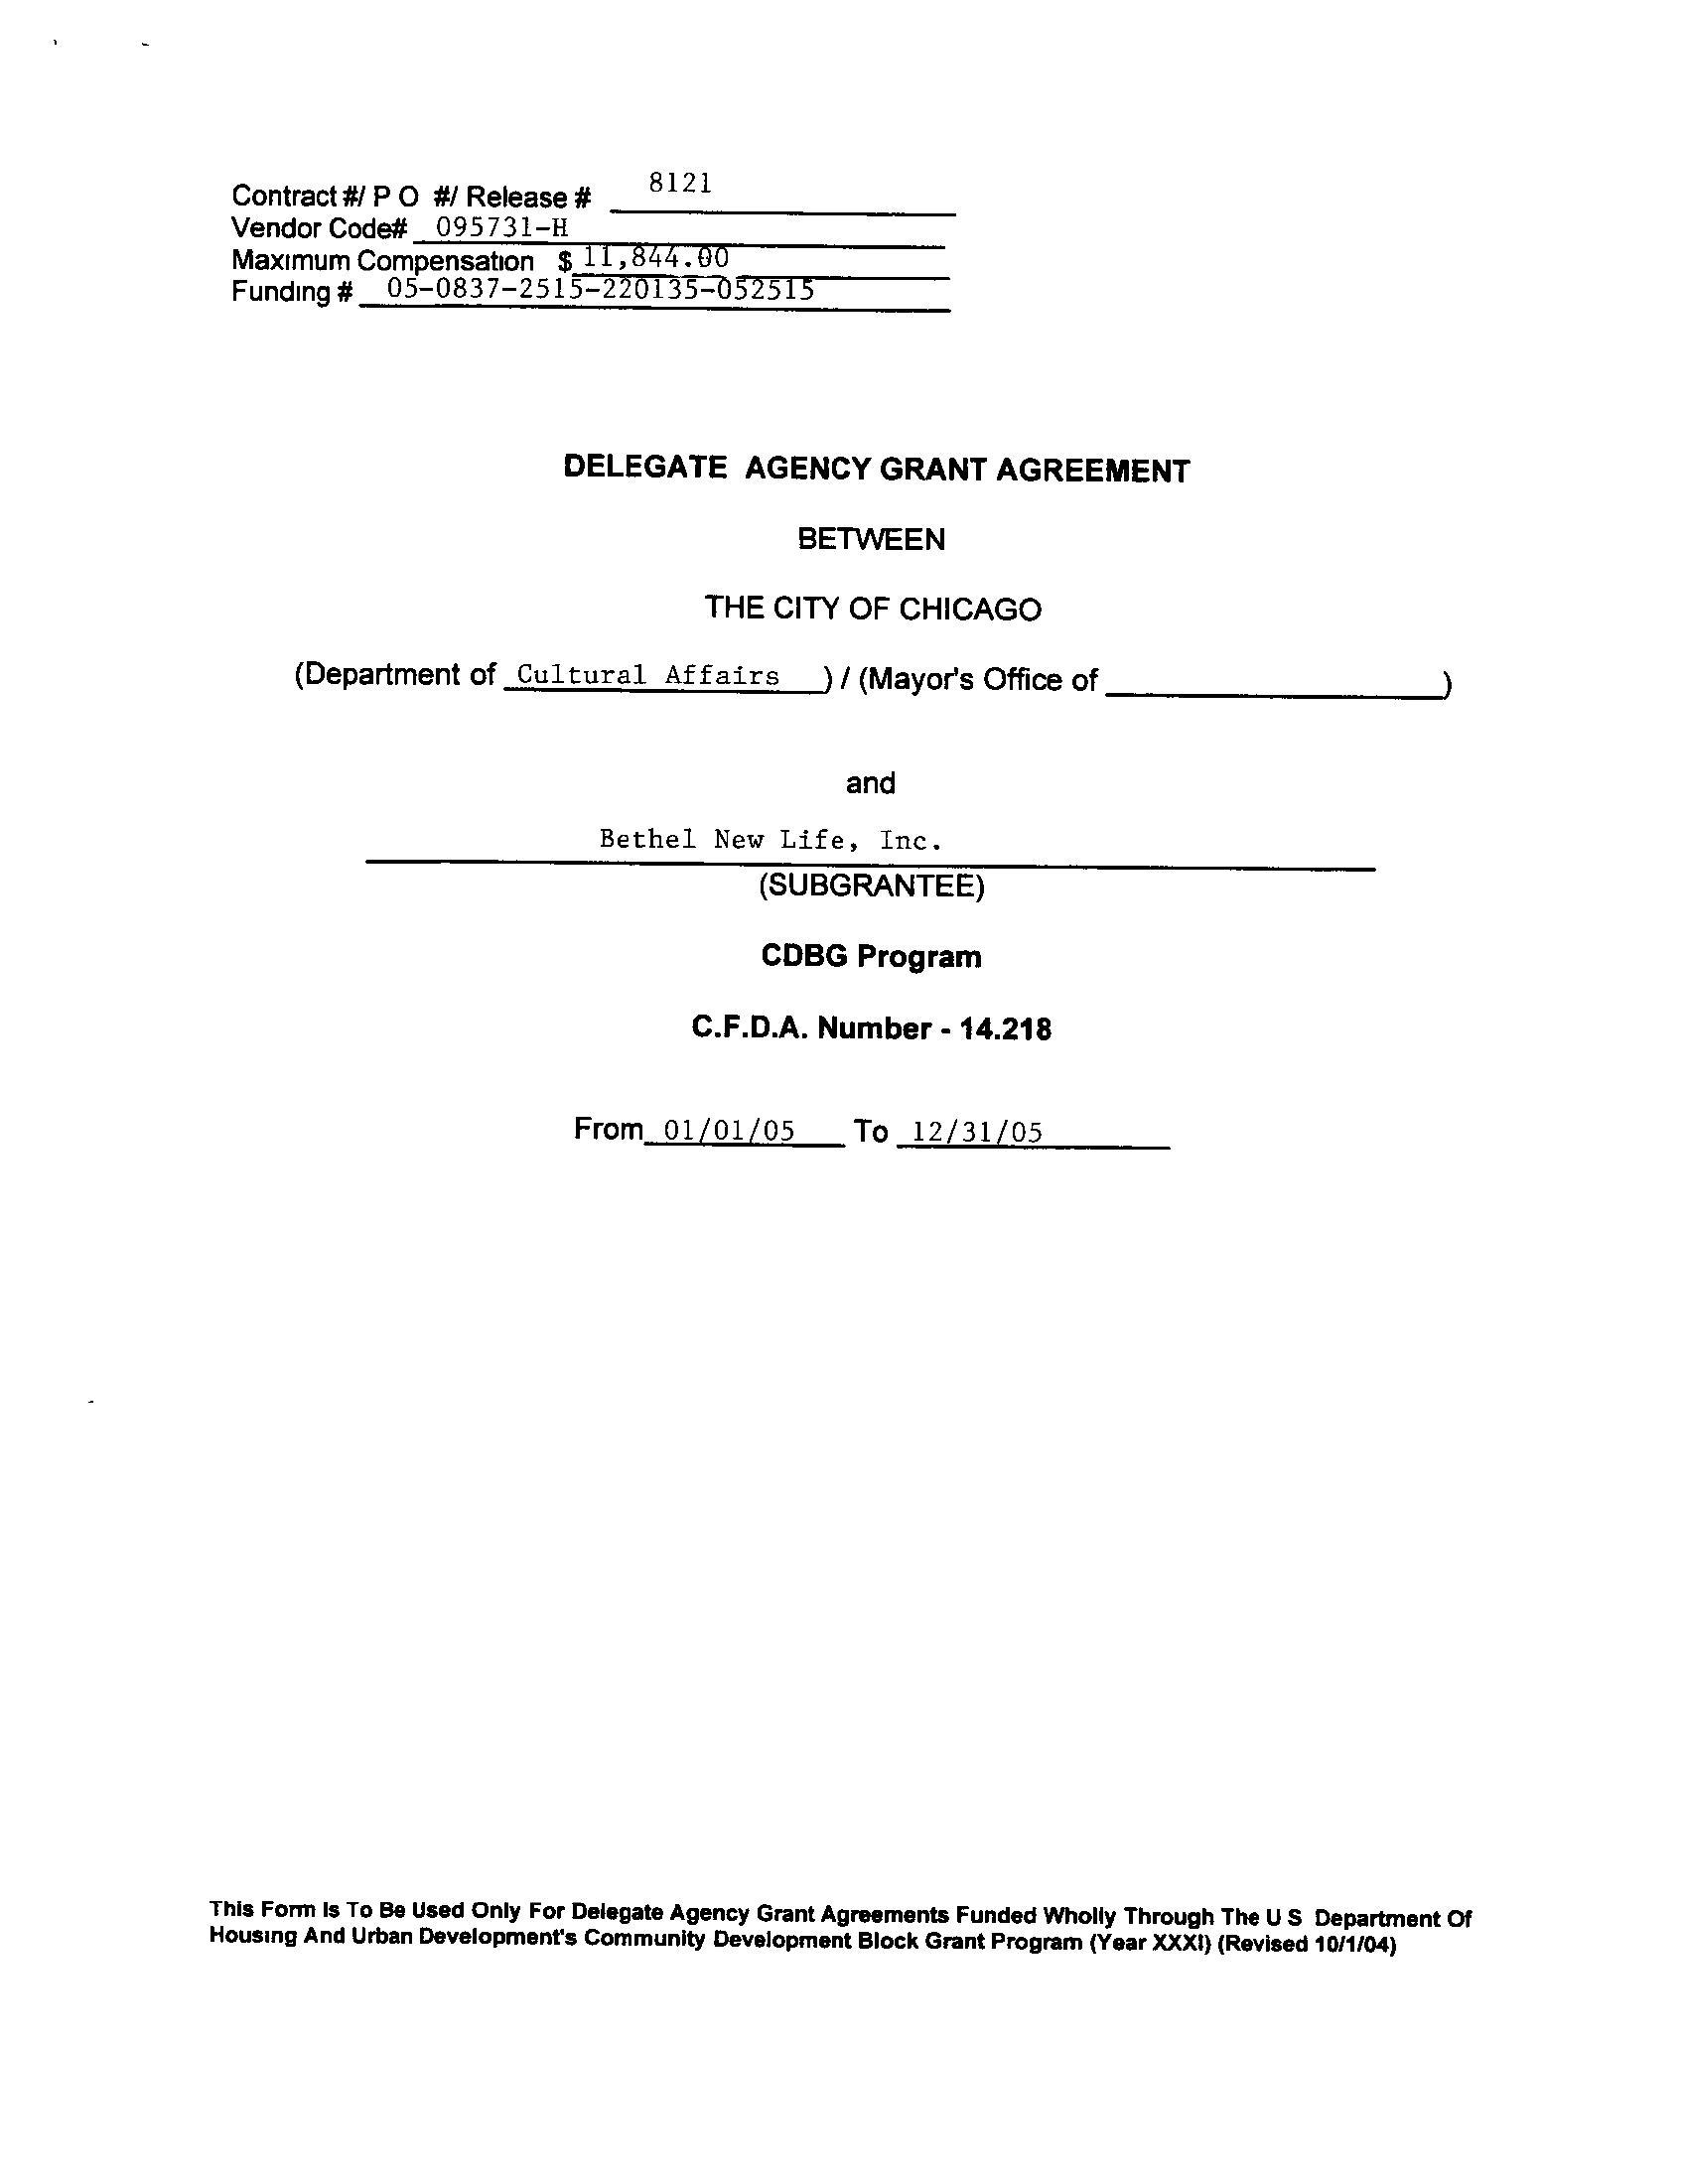 Contract #/ P O #/ Release # 8121
Vendor Code# 095731-H
Maximum Compensation $ 11,844.00
Funding # 05-0837-2515-220135-052515
DELEGATE AGENCY GRANT AGREEMENT
BETWEEN
THE CITY OF CHICAGO
(Department of Cultural Affairs ) / (Mayor's Office of )
and
Bethel New Life, Inc.
(SUBGRANTEE)
CDBG Program
C.F.D.A. Number - 14.218
From 01/01/05 To 12/31/05
This Form Is To Be Used Only For Delegate Agency Grant Agreements Funded Wholly Through The U S Department Of
Housing And Urban Development's Community Development Block Grant Program (Year XXXI) (Revised 10/1/04)